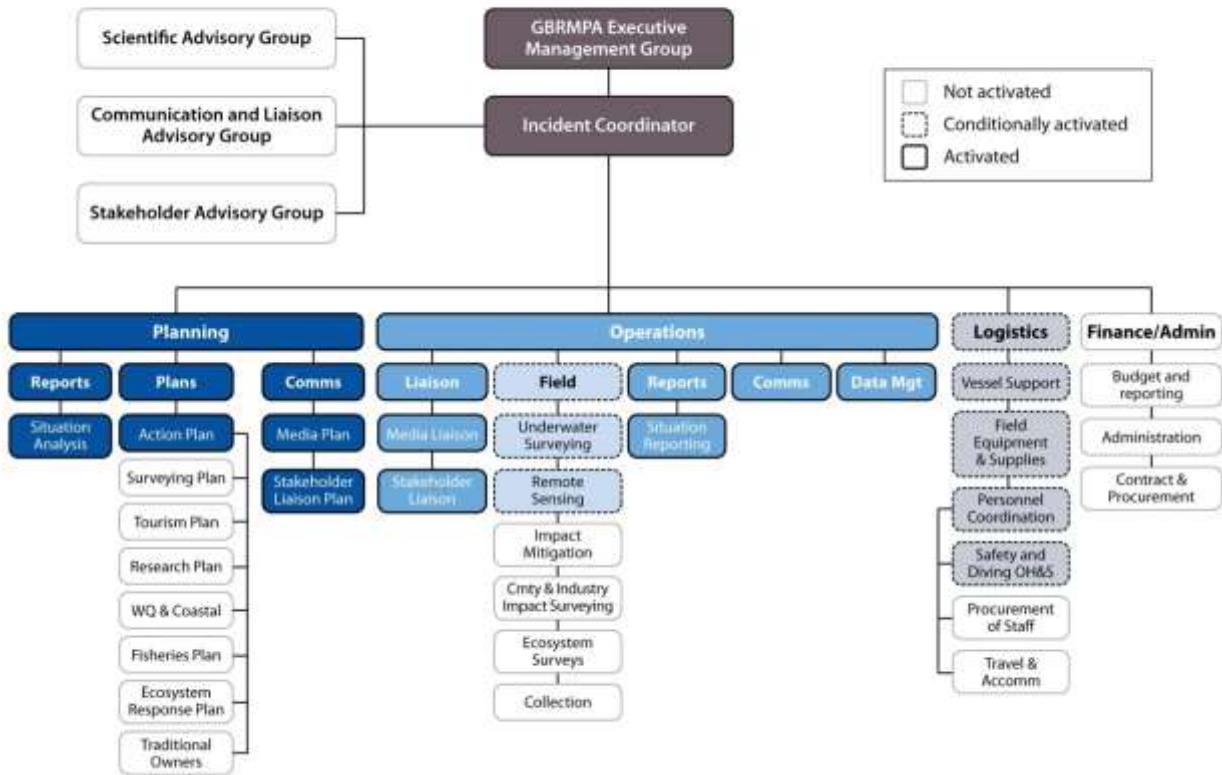 Scientific Advisory Group
GBRMPA Executive
Management Group
Communication and Liaison
Advisory Group
Incident Coordinator
Stakeholder Advisory Group
Not activated
Conditionally activated
Activated
Planning
Operations
Logistics
Finance/Admin
Reports
Plans
Comms
Liaison
Field
Reports
Comms
Data Mgt
Situation
Analysis
Action Plan
Surveying Plan
Tourism Plan
Research Plan
WQ & Coastal
Fisheries Plan
Ecosystem
Response Plan
Traditional
Owners
Media Plan
Stakeholder
Liaison Plan
Media Liaison
Stakeholder
Liaison
Underwater
Surveying
Remote
Sensing
Impact
Mitigation
Cmty & Industry
Impact Surveying
Ecosystem
Surveys
Collection
Situation
Reporting
Vessel Support
Field
Equipment
& Supplies
Personnel
Coordination
Safety and
Diving OH&S
Procurement
of Staff
Travel &
Accomm
Budget and
reporting
Administration
Contract &
Procurement